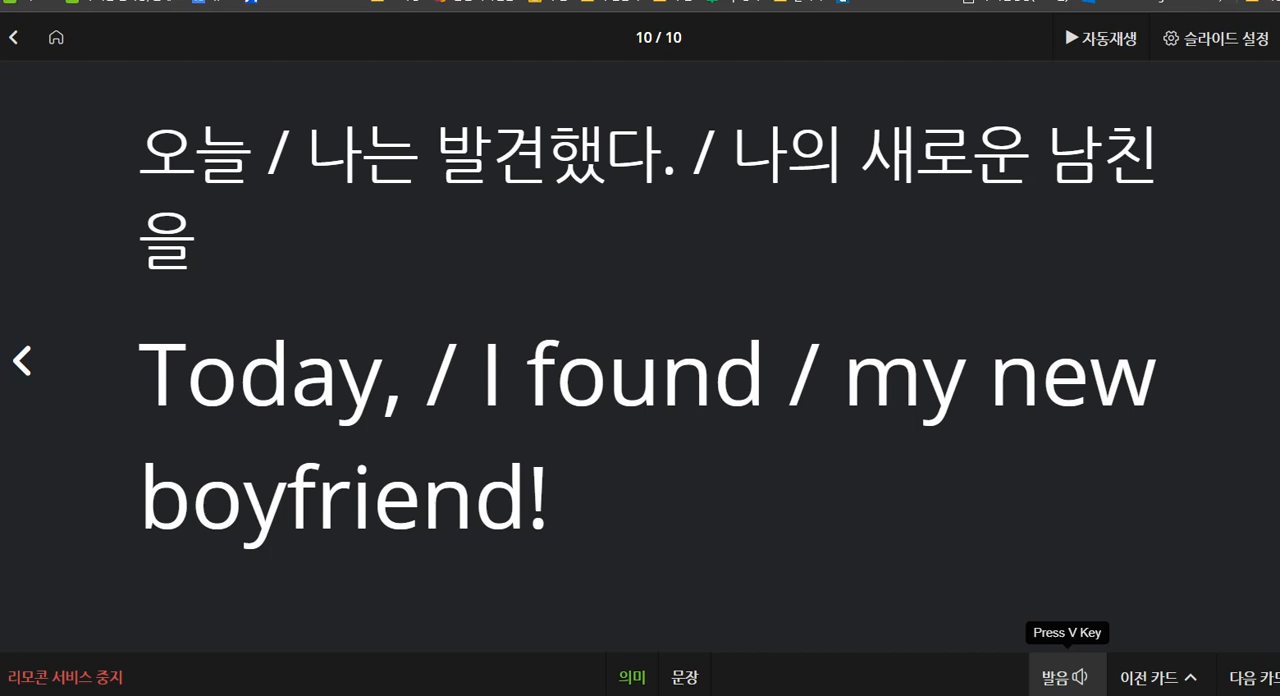 10 / 10
▶ 자동재생
슬라이드 설정
오늘 / 나는 발견했다. / 나의 새로운 남친
을
Today, / I found / my new
boyfriend!
Press V Key
리모콘 서비스 중지
의미
문장
발음
이전 카드
다음